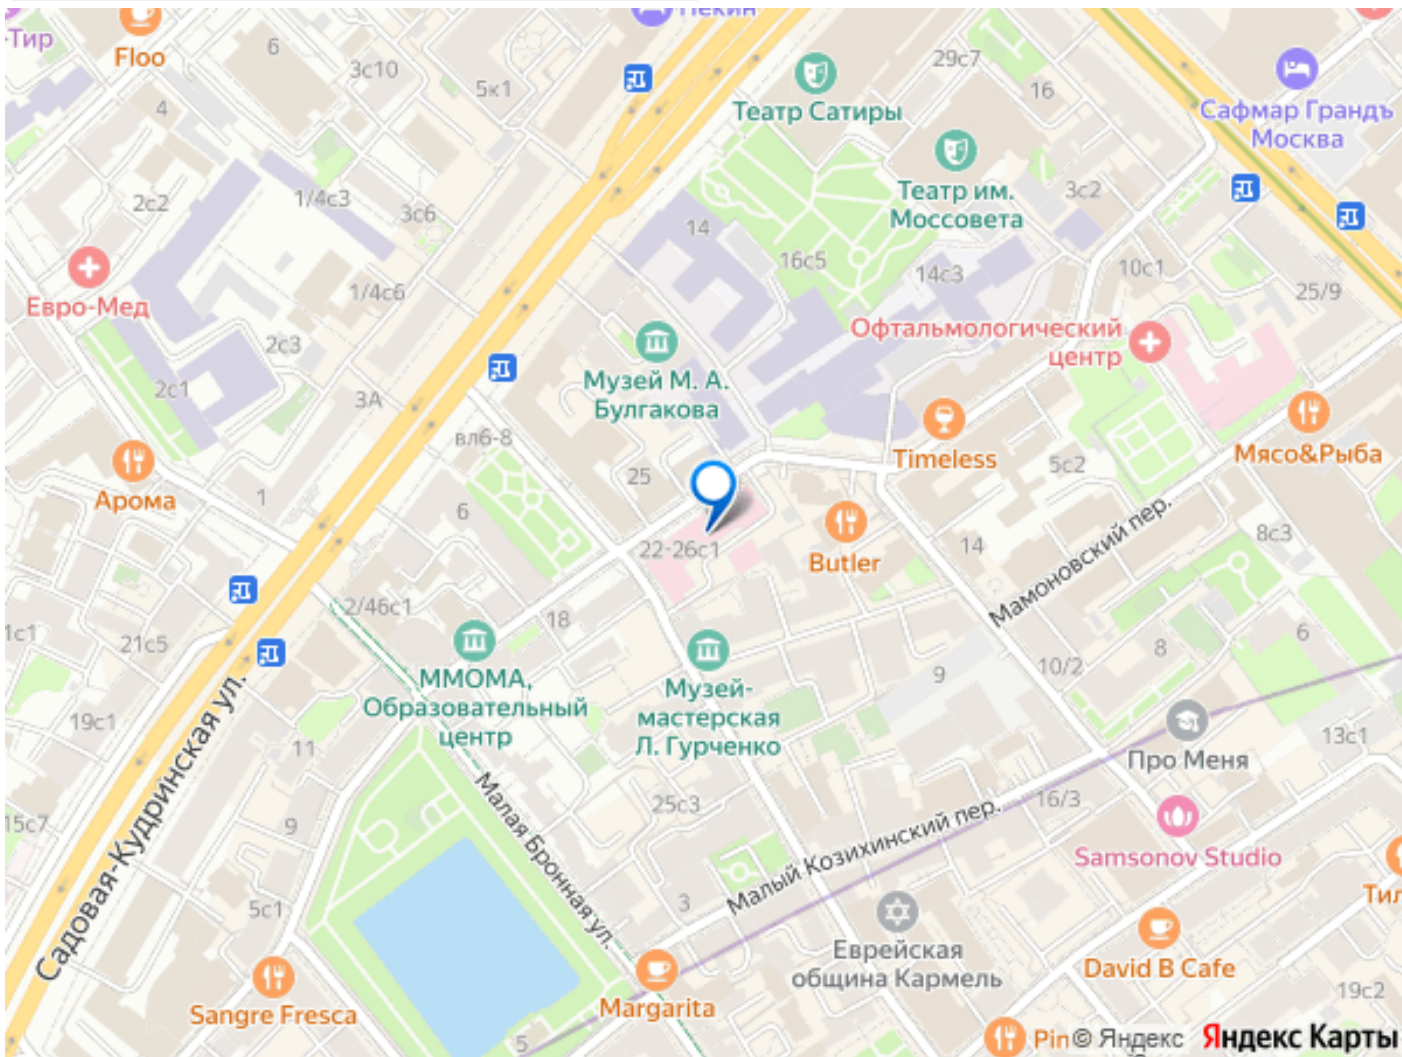 Пекин
-Тир
Floo
6
3с10
5к1
4
29с7
16
Театр Сатиры
Сафмар Грандъ
Москва
Театр им.
Моссовета
3с2
2с2
1/4с3
3с6
14
16с5
14с3
10с1
25/9
Евро-Мед
1/4с6
2с3
Офтальмологический
центр
Музей М. А.
Булгакова
2с1
3А
вл6-8
Timeless
5с2
Мясо&Рыба
Арома
1
6
25
22-26с1
Butler
14
8с3
Мамоновский пер.
2/46с1
18
1с1
21с5
ММОМА,
Образовательный
центр
Музей-
мастерская
Л. Гурченко
9
10/2
8
6
19с1
11
Садовая-Кудринская ул.
Про Меня
13с1
15с7
9
Малая Бронная ул.
25с3
16/3
Малый Козихинский пер.
Samsonov Studio
5с1
3
Тил
Еврейская
община Кармель
David B Cafe
Sangre Fresca
Margarita
19с2
5
Pin
© Яндекс
Яндекс Карты